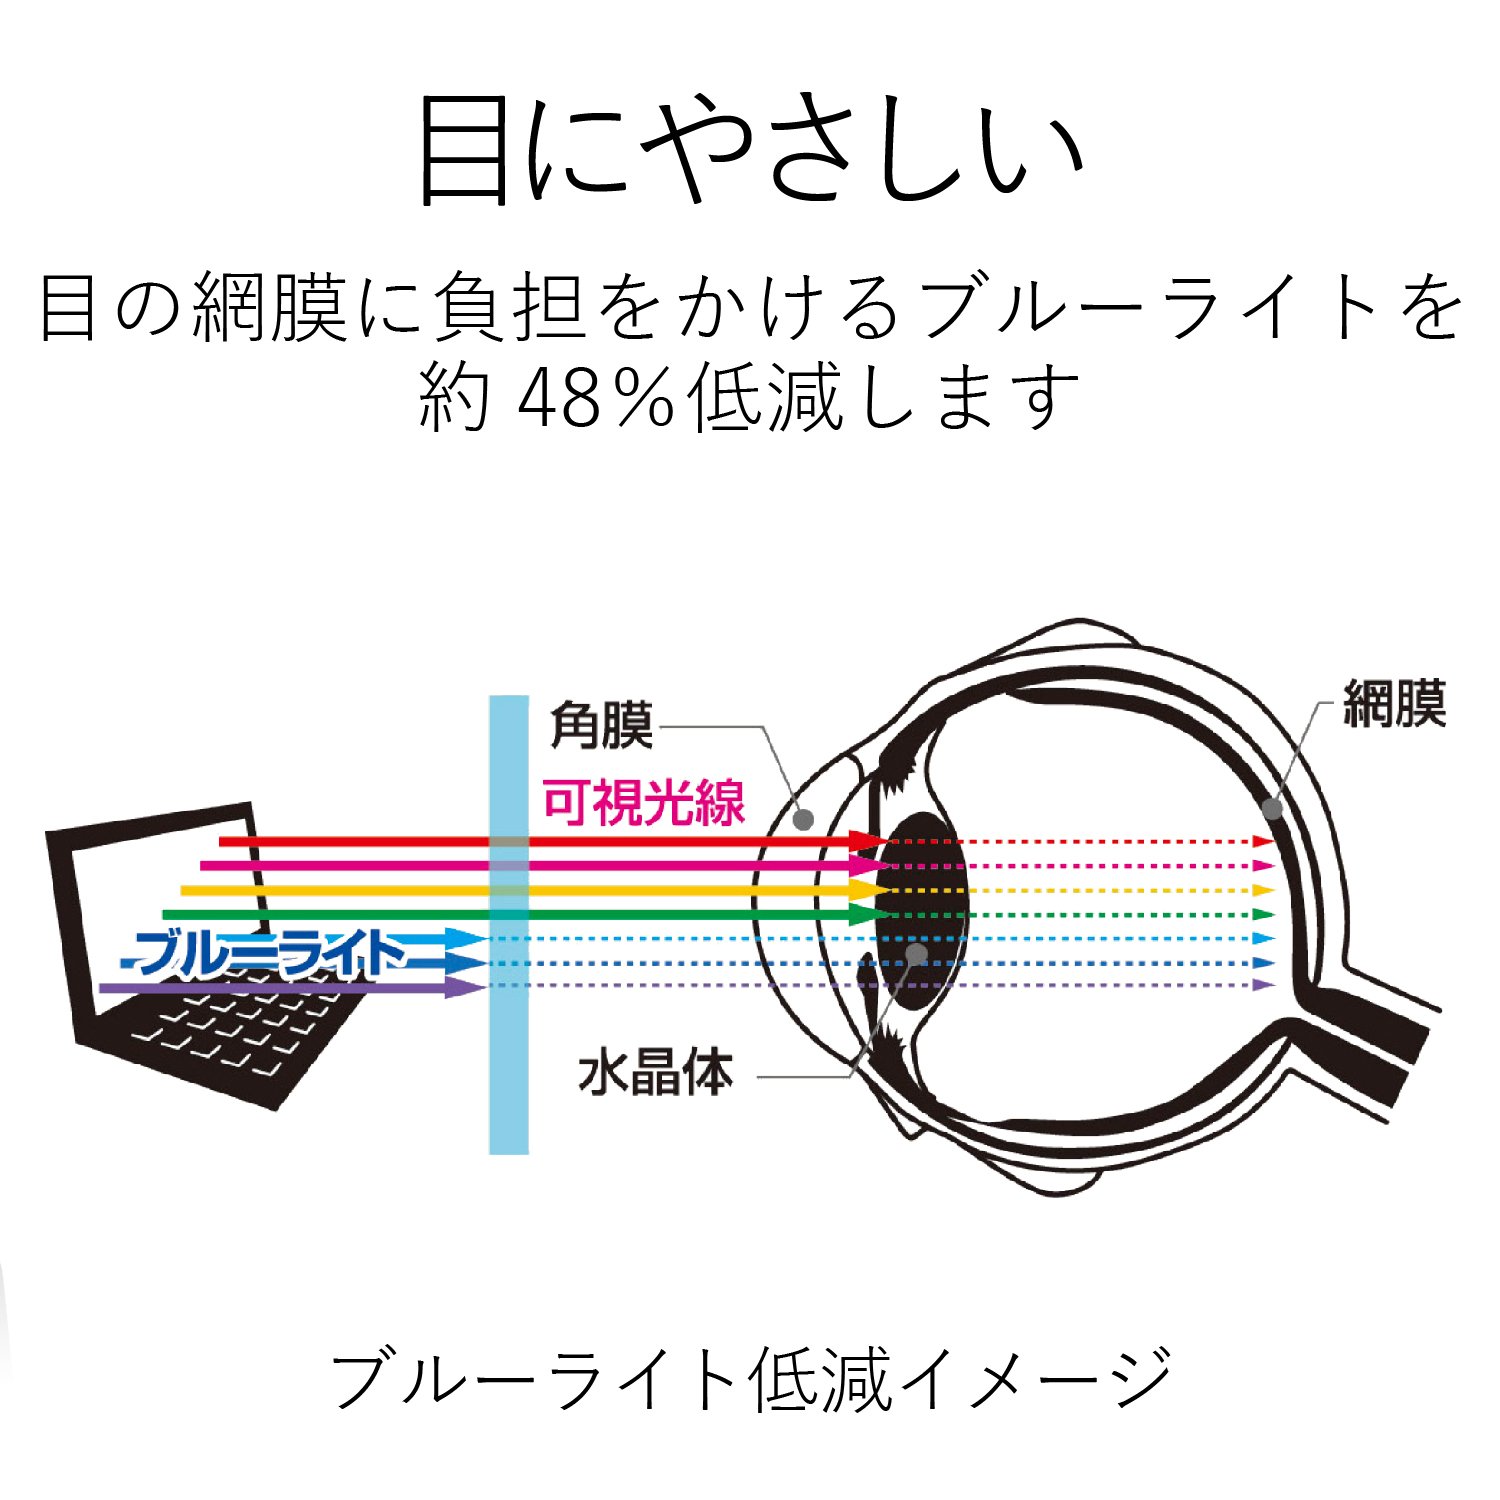 目にやさしい
目の網膜に負担をかけるブルーライトを
約48％低減します
角膜
網膜
可視光線
ブルーライト
水晶体
ブルーライト低減イメージ